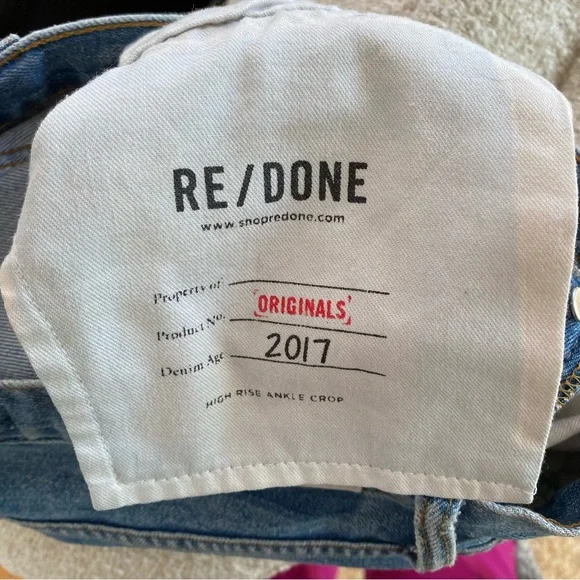 RE/DONE
www.shopredone.com
Property of
Product No. ORIGINALS
Denim Age 2017
HIGH RISE ANKLE CROP